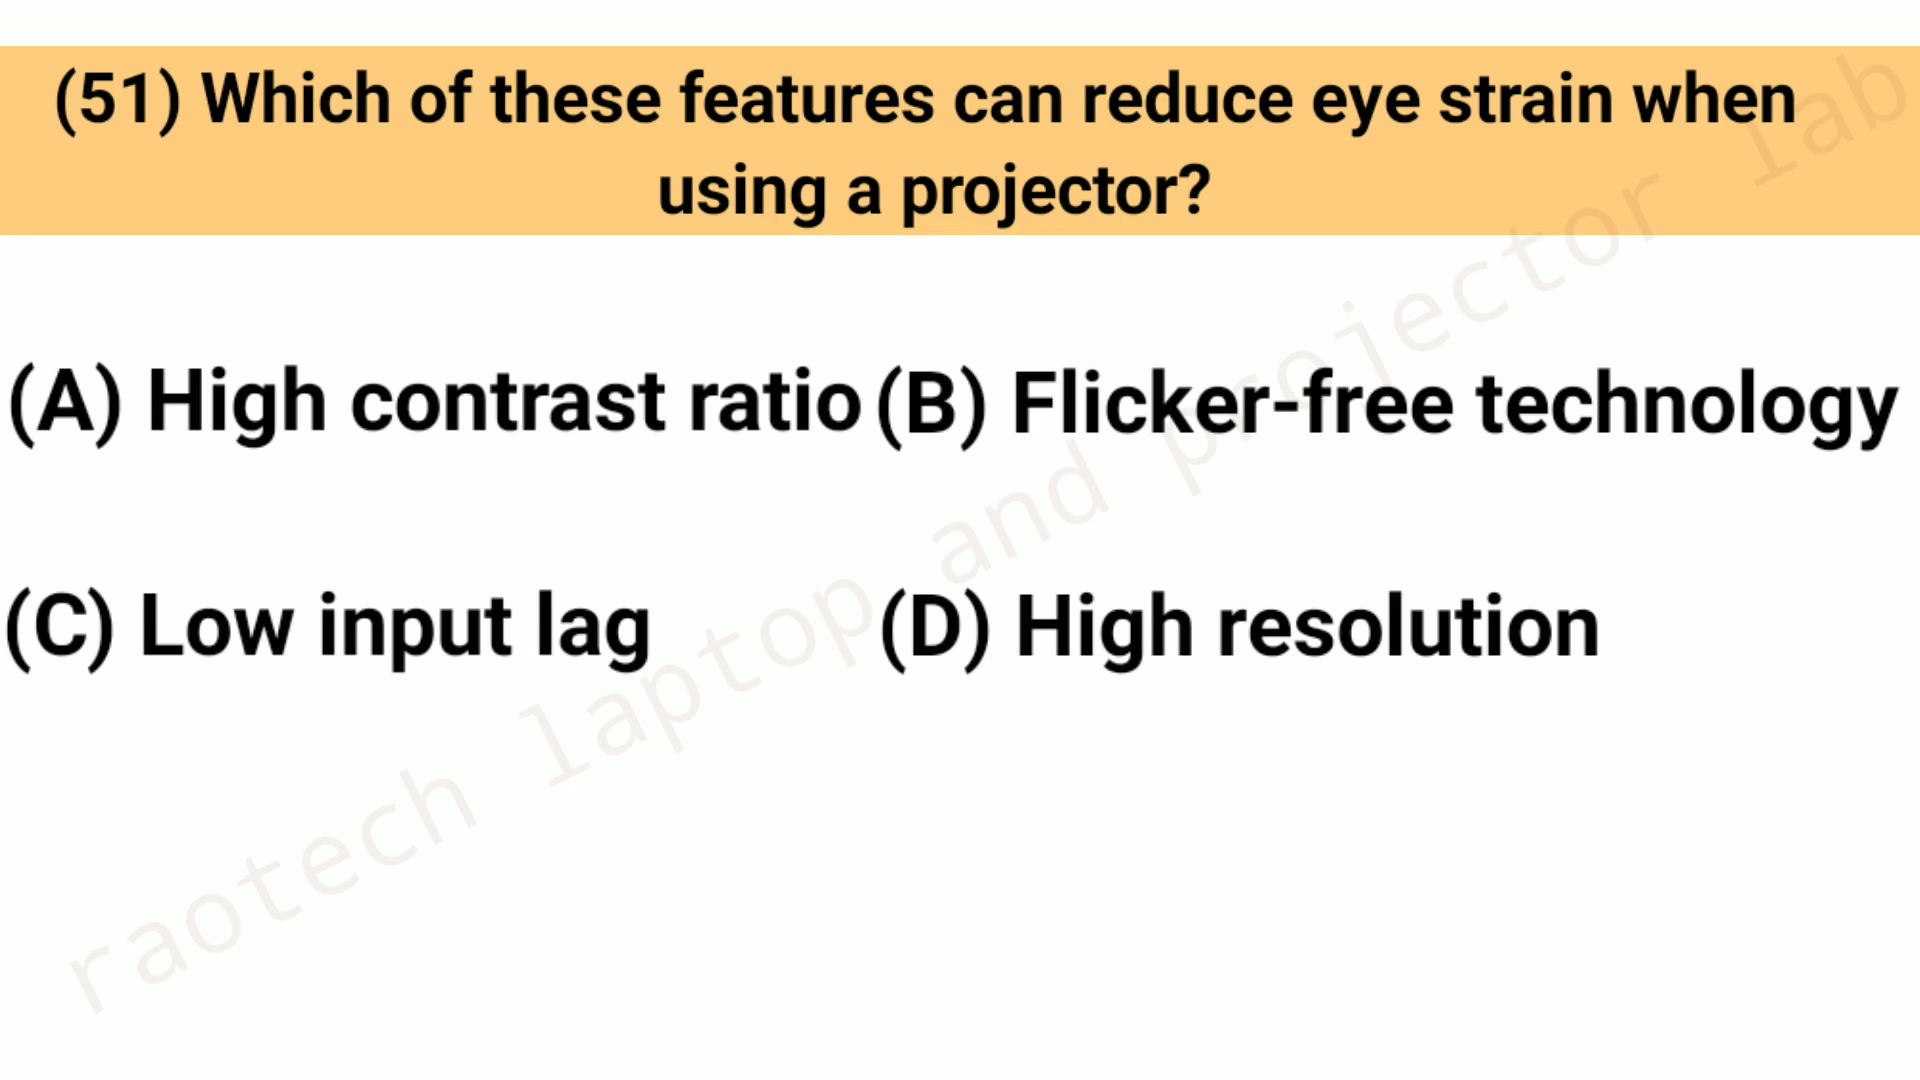 (51) Which of these features can reduce eye strain when
using a projector?
(A) High contrast ratio (B) Flicker-free technology
(C) Low input lag (D) High resolution
raotech laptop and projector lab